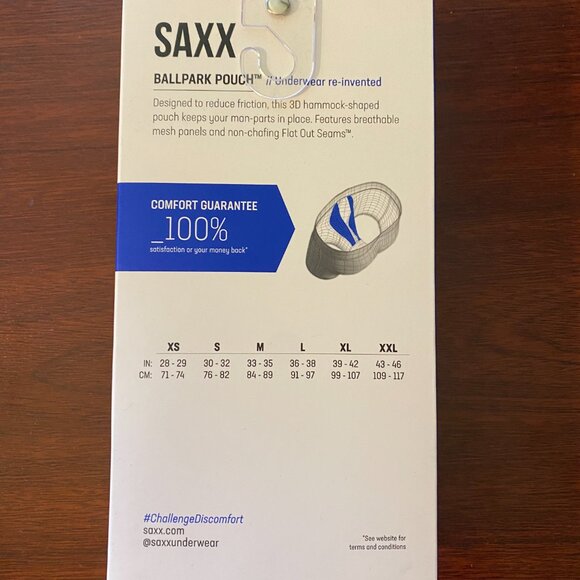 SAXX
BALLPARK POUCH™ // Underwear re-invented
Designed to reduce friction, this 3D hammock-shaped
pouch keeps your man-parts in place. Features breathable
mesh panels and non-chafing Flat Out Seams™.
COMFORT GUARANTEE
_100%
satisfaction or your money back*
XS S M L XL XXL
IN: 28 - 29 30 - 32 33 - 35 36 - 38 39 - 42 43 - 46
CM: 71 - 74 76 - 82 84 - 89 91 - 97 99 - 107 109 - 117
#ChallengeDiscomfort
saxx.com
@saxxunderwear
*See website for
terms and conditions